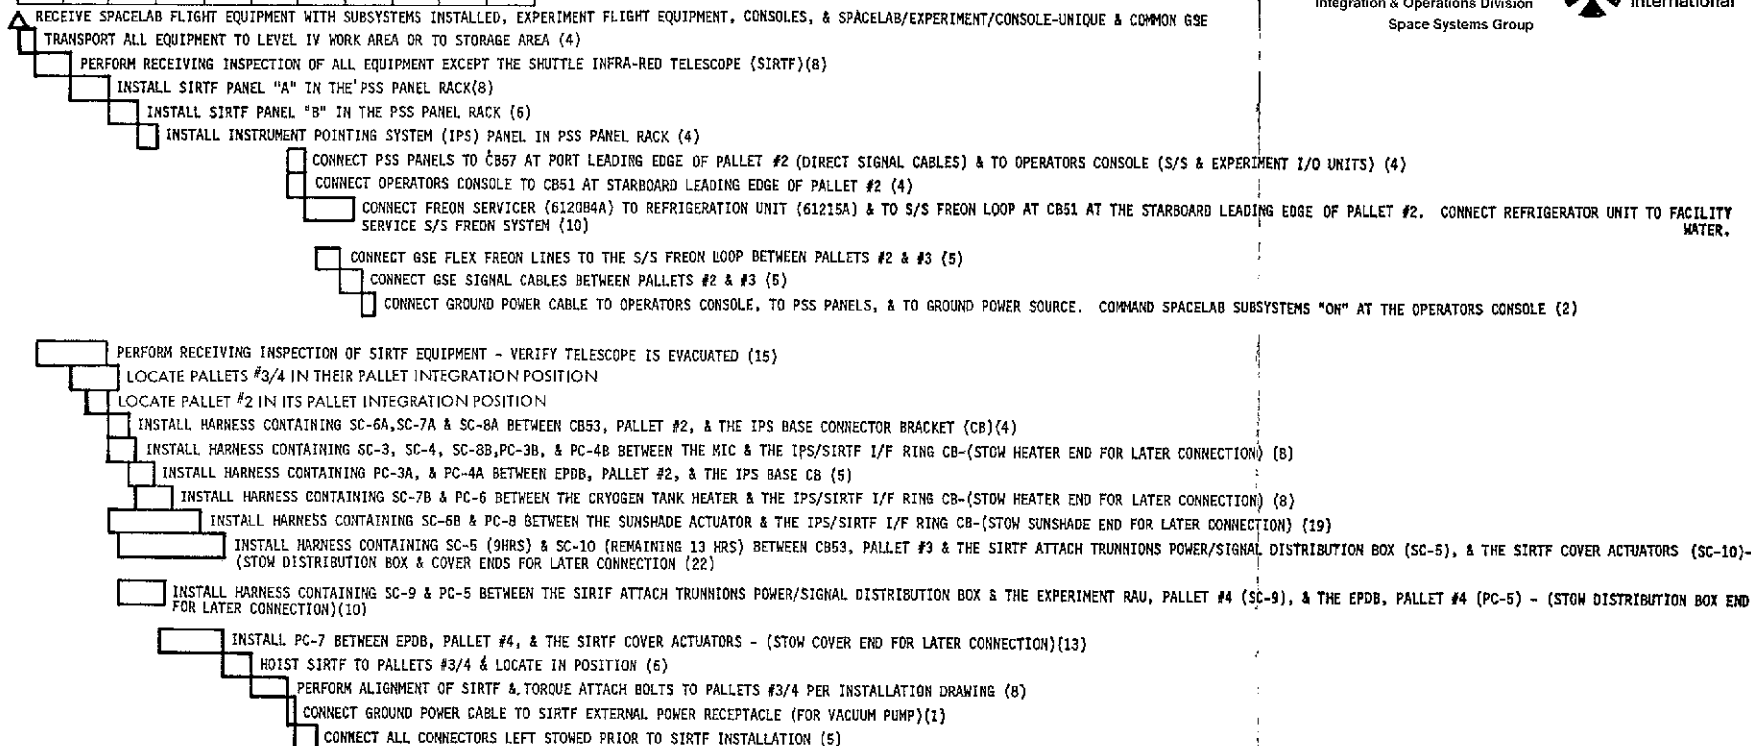 Integration & Operations Division
International
Space Systems Group
RECEIVE SPACELAB FLIGHT EQUIPMENT WITH SUBSYSTEMS INSTALLED, EXPERIMENT FLIGHT EQUIPMENT, CONSOLES, & SPACELAB/EXPERIMENT/CONSOLE-UNIQUE & COMMON GSE
TRANSPORT ALL EQUIPMENT TO LEVEL IV WORK AREA OR TO STORAGE AREA (4)
PERFORM RECEIVING INSPECTION OF ALL EQUIPMENT EXCEPT THE SHUTTLE INFRA-RED TELESCOPE (SIRTF)(8)
INSTALL SIRTF PANEL "A" IN THE PSS PANEL RACK(8)
INSTALL SIRTF PANEL "B" IN THE PSS PANEL RACK (6)
INSTALL INSTRUMENT POINTING SYSTEM (IPS) PANEL IN PSS PANEL RACK (4)
CONNECT PSS PANELS TO CB57 AT PORT LEADING EDGE OF PALLET #2 (DIRECT SIGNAL CABLES) & TO OPERATORS CONSOLE (S/S & EXPERIMENT I/O UNITS) (4)
CONNECT OPERATORS CONSOLE TO CB51 AT STARBOARD LEADING EDGE OF PALLET #2 (4)
CONNECT FREON SERVICER (612084A) TO REFRIGERATION UNIT (61215A) & TO S/S FREON LOOP AT CB51 AT THE STARBOARD LEADING EDGE OF PALLET #2. CONNECT REFRIGERATOR UNIT TO FACILITY
SERVICE S/S FREON SYSTEM (10) WATER.
CONNECT GSE FLEX FREON LINES TO THE S/S FREON LOOP BETWEEN PALLETS #2 & #3 (5)
CONNECT GSE SIGNAL CABLES BETWEEN PALLETS #2 & #3 (5)
CONNECT GROUND POWER CABLE TO OPERATORS CONSOLE, TO PSS PANELS, & TO GROUND POWER SOURCE. COMMAND SPACELAB SUBSYSTEMS "ON" AT THE OPERATORS CONSOLE (2)
PERFORM RECEIVING INSPECTION OF SIRTF EQUIPMENT - VERIFY TELESCOPE IS EVACUATED (15)
LOCATE PALLETS #3/4 IN THEIR PALLET INTEGRATION POSITION
LOCATE PALLET #2 IN ITS PALLET INTEGRATION POSITION
INSTALL HARNESS CONTAINING SC-6A,SC-7A & SC-8A BETWEEN CB53, PALLET #2, & THE IPS BASE CONNECTOR BRACKET (CB)(4)
INSTALL HARNESS CONTAINING SC-3, SC-4, SC-8B,PC-3B, & PC-4B BETWEEN THE MIC & THE IPS/SIRTF I/F RING CB-(STOW HEATER END FOR LATER CONNECTION) (8)
INSTALL HARNESS CONTAINING PC-3A, & PC-4A BETWEEN EPDB, PALLET #2, & THE IPS BASE CB (5)
INSTALL HARNESS CONTAINING SC-7B & PC-6 BETWEEN THE CRYOGEN TANK HEATER & THE IPS/SIRTF I/F RING CB-(STOW HEATER END FOR LATER CONNECTION) (8)
INSTALL HARNESS CONTAINING SC-6B & PC-8 BETWEEN THE SUNSHADE ACTUATOR & THE IPS/SIRTF I/F RING CB-(STOW SUNSHADE END FOR LATER CONNECTION) (19)
INSTALL HARNESS CONTAINING SC-5 (9HRS) & SC-10 (REMAINING 13 HRS) BETWEEN CB53, PALLET #3 & THE SIRTF ATTACH TRUNNIONS POWER/SIGNAL DISTRIBUTION BOX (SC-5), & THE SIRTF COVER ACTUATORS (SC-10)-
(STOW DISTRIBUTION BOX & COVER ENDS FOR LATER CONNECTION (22)
INSTALL HARNESS CONTAINING SC-9 & PC-5 BETWEEN THE SIRIF ATTACH TRUNNIONS POWER/SIGNAL DISTRIBUTION BOX & THE EXPERIMENT RAU, PALLET #4 (SC-9), & THE EPDB, PALLET #4 (PC-5) - (STOW DISTRIBUTION BOX END
FOR LATER CONNECTION)(10)
INSTALL PC-7 BETWEEN EPDB, PALLET #4, & THE SIRTF COVER ACTUATORS - (STOW COVER END FOR LATER CONNECTION)(13)
HOIST SIRTF TO PALLETS #3/4 & LOCATE IN POSITION (6)
PERFORM ALIGNMENT OF SIRTF & TORQUE ATTACH BOLTS TO PALLETS #3/4 PER INSTALLATION DRAWING (8)
CONNECT GROUND POWER CABLE TO SIRTF EXTERNAL POWER RECEPTACLE (FOR VACUUM PUMP)(1)
CONNECT ALL CONNECTORS LEFT STOWED PRIOR TO SIRTF INSTALLATION (5)